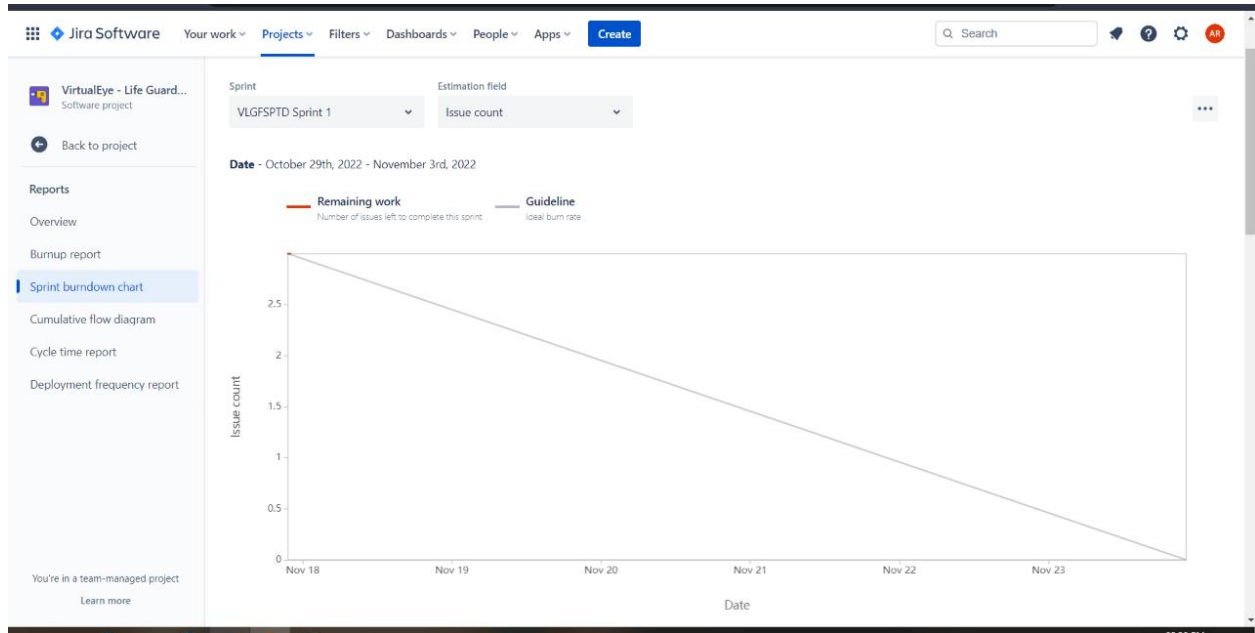 Jira Software Your work Projects Filters Dashboards People Apps Create Search AR
VirtualEye - Life Guard...
Software project
Back to project
Reports
Overview
Burnup report
Sprint burndown chart
Cumulative flow diagram
Cycle time report
Deployment frequency report
You're in a team-managed project
Learn more
Sprint Estimation field
VLGFSPTD Sprint 1 Issue count
Date - October 29th, 2022 - November 3rd, 2022
Remaining work Guideline
Number of issues left to complete this sprint Ideal burn rate
Issue count
2.5
2
1.5
1
0.5
0
Nov 18 Nov 19 Nov 20 Nov 21 Nov 22 Nov 23
Date